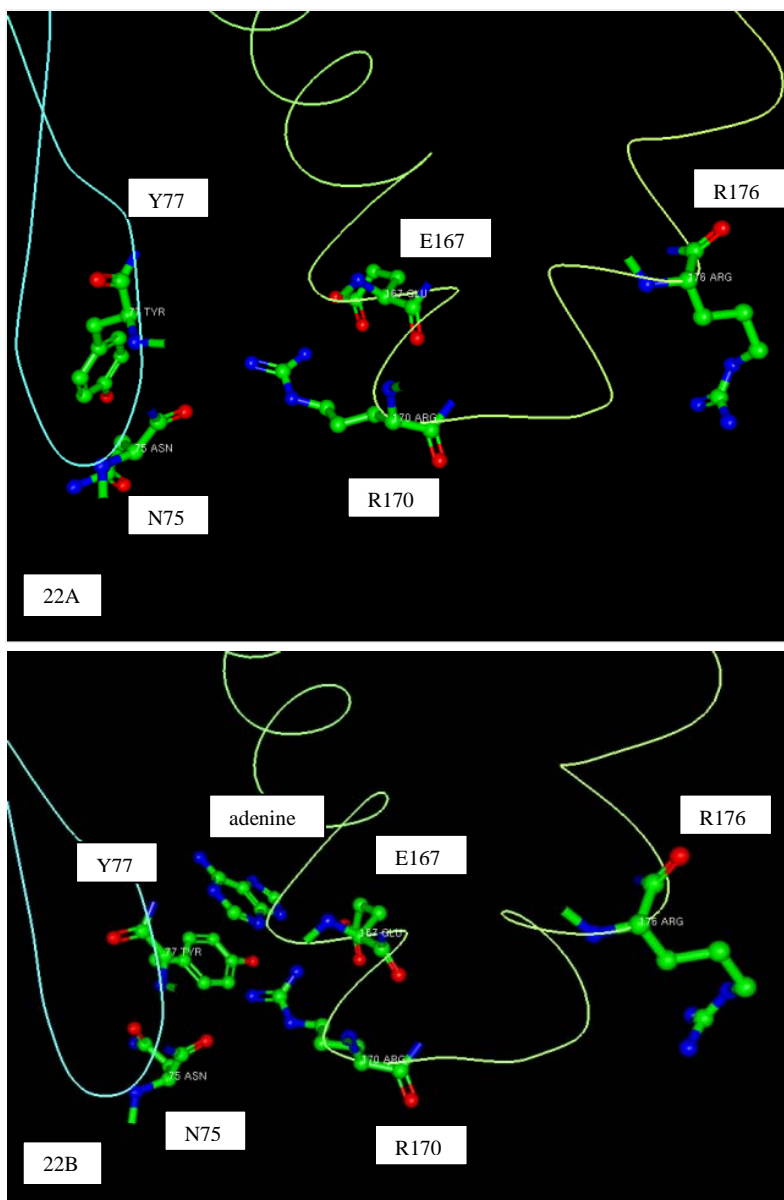 Y77
R176
E167
167 GLU
176 ARG
77 TYR
170 ARG
75 ASN
R170
N75
22A
adenine
R176
Y77
E167
167 GLU
176 ARG
77 TYR
170 ARG
75 ASN
N75
R170
22B